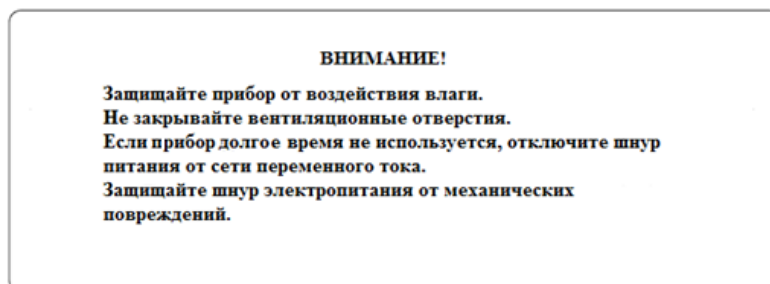 ВНИМАНИЕ!
Защищайте прибор от воздействия влаги.
Не закрывайте вентиляционные отверстия.
Если прибор долгое время не используется, отключите шнур
питания от сети переменного тока.
Защищайте шнур электропитания от механических
повреждений.